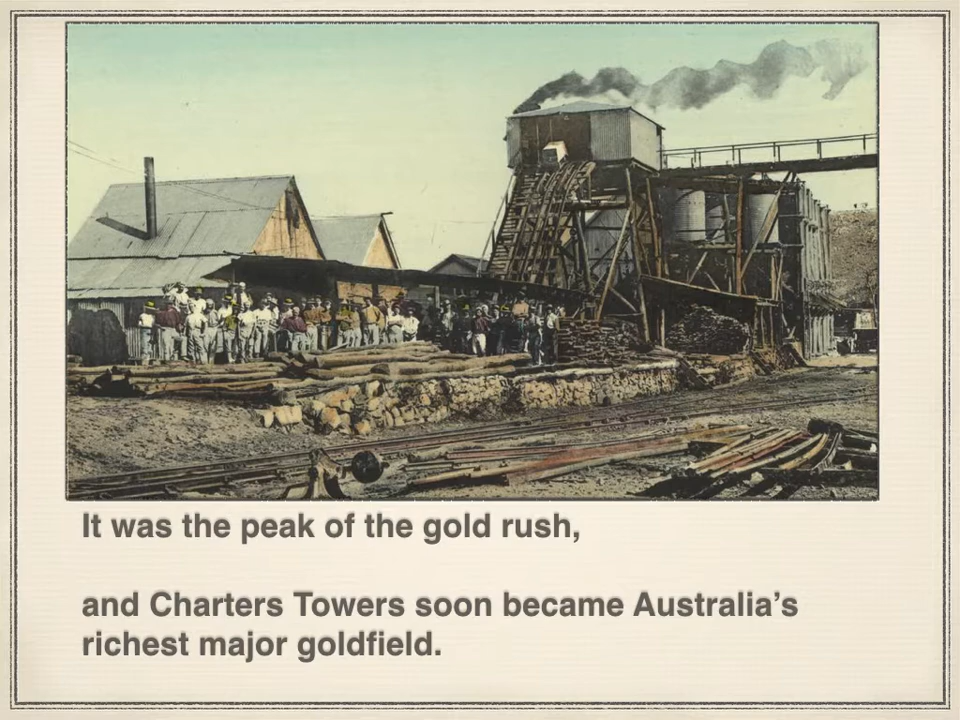 It was the peak of the gold rush,
and Charters Towers soon became Australia’s
richest major goldfield.